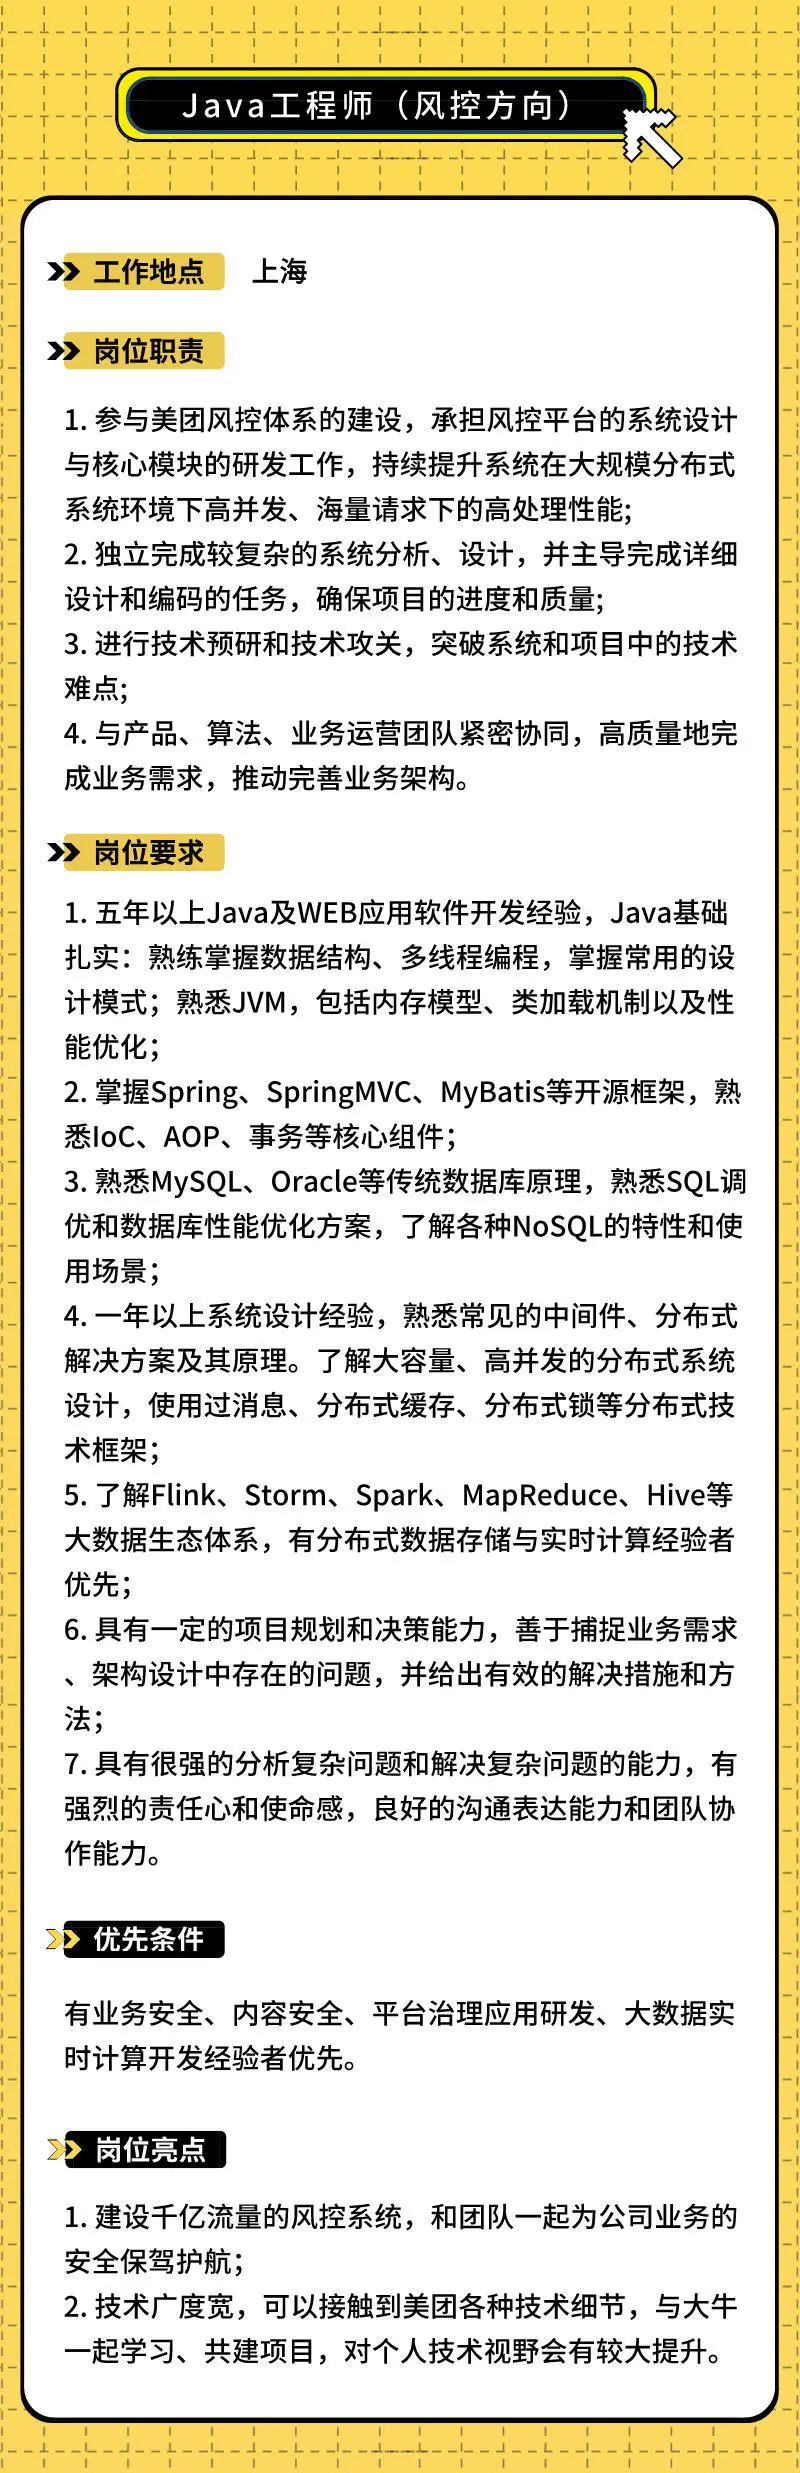 Java工程师（风控方向）
工作地点 上海
岗位职责
1. 参与美团风控体系的建设，承担风控平台的系统设计
与核心模块的研发工作，持续提升系统在大规模分布式
系统环境下高并发、海量请求下的高处理性能;
2. 独立完成较复杂的系统分析、设计，并主导完成详细
设计和编码的任务，确保项目的进度和质量;
3. 进行技术预研和技术攻关，突破系统和项目中的技术
难点;
4. 与产品、算法、业务运营团队紧密协同，高质量地完
成业务需求，推动完善业务架构。
岗位要求
1. 五年以上Java及WEB应用软件开发经验，Java基础
扎实：熟练掌握数据结构、多线程编程，掌握常用的设
计模式；熟悉JVM，包括内存模型、类加载机制以及性
能优化；
2. 掌握Spring、SpringMVC、MyBatis等开源框架，熟
悉IoC、AOP、事务等核心组件；
3. 熟悉MySQL、Oracle等传统数据库原理，熟悉SQL调
优和数据库性能优化方案，了解各种NoSQL的特性和使
用场景；
4. 一年以上系统设计经验，熟悉常见的中间件、分布式
解决方案及其原理。了解大容量、高并发的分布式系统
设计，使用过消息、分布式缓存、分布式锁等分布式技
术框架；
5. 了解Flink、Storm、Spark、MapReduce、Hive等
大数据生态体系，有分布式数据存储与实时计算经验者
优先；
6. 具有一定的项目规划和决策能力，善于捕捉业务需求
、架构设计中存在的问题，并给出有效的解决措施和方
法；
7. 具有很强的分析复杂问题和解决复杂问题的能力，有
强烈的责任心和使命感，良好的沟通表达能力和团队协
作能力。
优先条件
有业务安全、内容安全、平台治理应用研发、大数据实
时计算开发经验者优先。
岗位亮点
1. 建设千亿流量的风控系统，和团队一起为公司业务的
安全保驾护航；
2. 技术广度宽，可以接触到美团各种技术细节，与大牛
一起学习、共建项目，对个人技术视野会有较大提升。